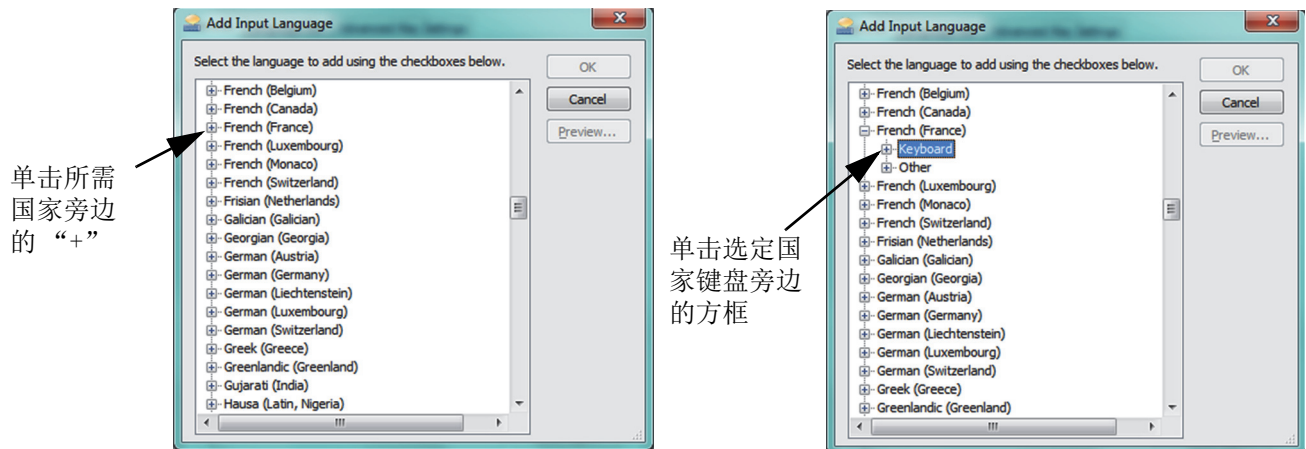 Add Input Language
Select the language to add using the checkboxes below.
French (Belgium)
French (Canada)
French (France)
French (Luxembourg)
French (Monaco)
French (Switzerland)
Frisian (Netherlands)
Galician (Galician)
Georgian (Georgia)
German (Austria)
German (Germany)
German (Liechtenstein)
German (Luxembourg)
German (Switzerland)
Greek (Greece)
Greenlandic (Greenland)
Gujarati (India)
Hausa (Latin, Nigeria)
OK
Cancel
Preview...
单击所需
国家旁边
的 “+”
Add Input Language
Select the language to add using the checkboxes below.
French (Belgium)
French (Canada)
French (France)
Keyboard
Other
French (Luxembourg)
French (Monaco)
French (Switzerland)
Frisian (Netherlands)
Galician (Galician)
Georgian (Georgia)
German (Austria)
German (Germany)
German (Liechtenstein)
German (Luxembourg)
German (Switzerland)
Greek (Greece)
Greenlandic (Greenland)
OK
Cancel
Preview...
单击选定国
家键盘旁边
的方框